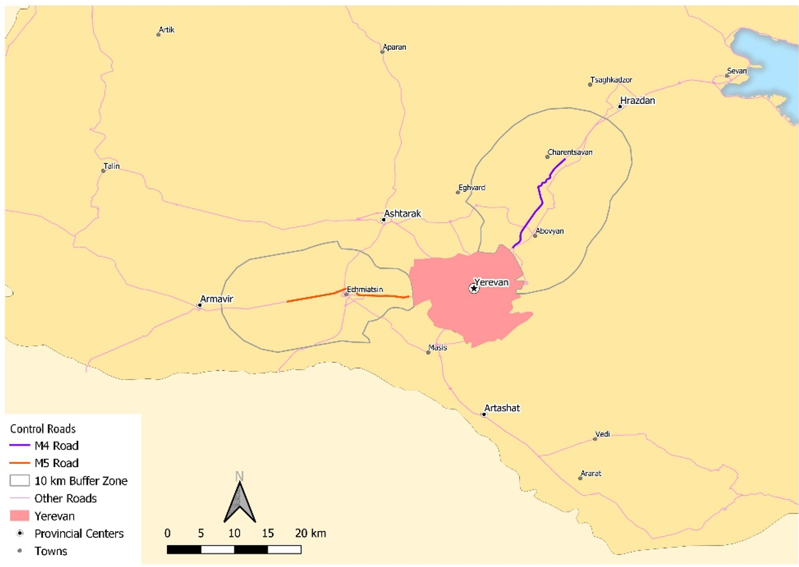 Artik
Aparan
Sevan
Tsaghkadzor
Hrazdan
Charentsavan
Talin
Eghvard
Ashtarak
Abovyan
Yerevan
Echmiatsin
Armavir
Masis
Artashat
Vedi
Ararat
Control Roads
M4 Road
M5 Road
10 km Buffer Zone
Other Roads
Yerevan
Provincial Centers
Towns
N
0 5 10 15 20 km